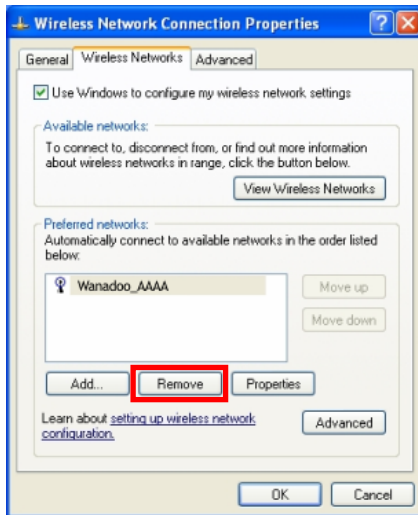 Wireless Network Connection Properties
General Wireless Networks Advanced
Use Windows to configure my wireless network settings
Available networks:
To connect to, disconnect from, or find out more information
about wireless networks in range, click the button below.
View Wireless Networks
Preferred networks:
Automatically connect to available networks in the order listed
below:
Wanadoo_AAAA
Move up
Move down
Add... Remove Properties
Learn about setting up wireless network
configuration.
Advanced
OK Cancel